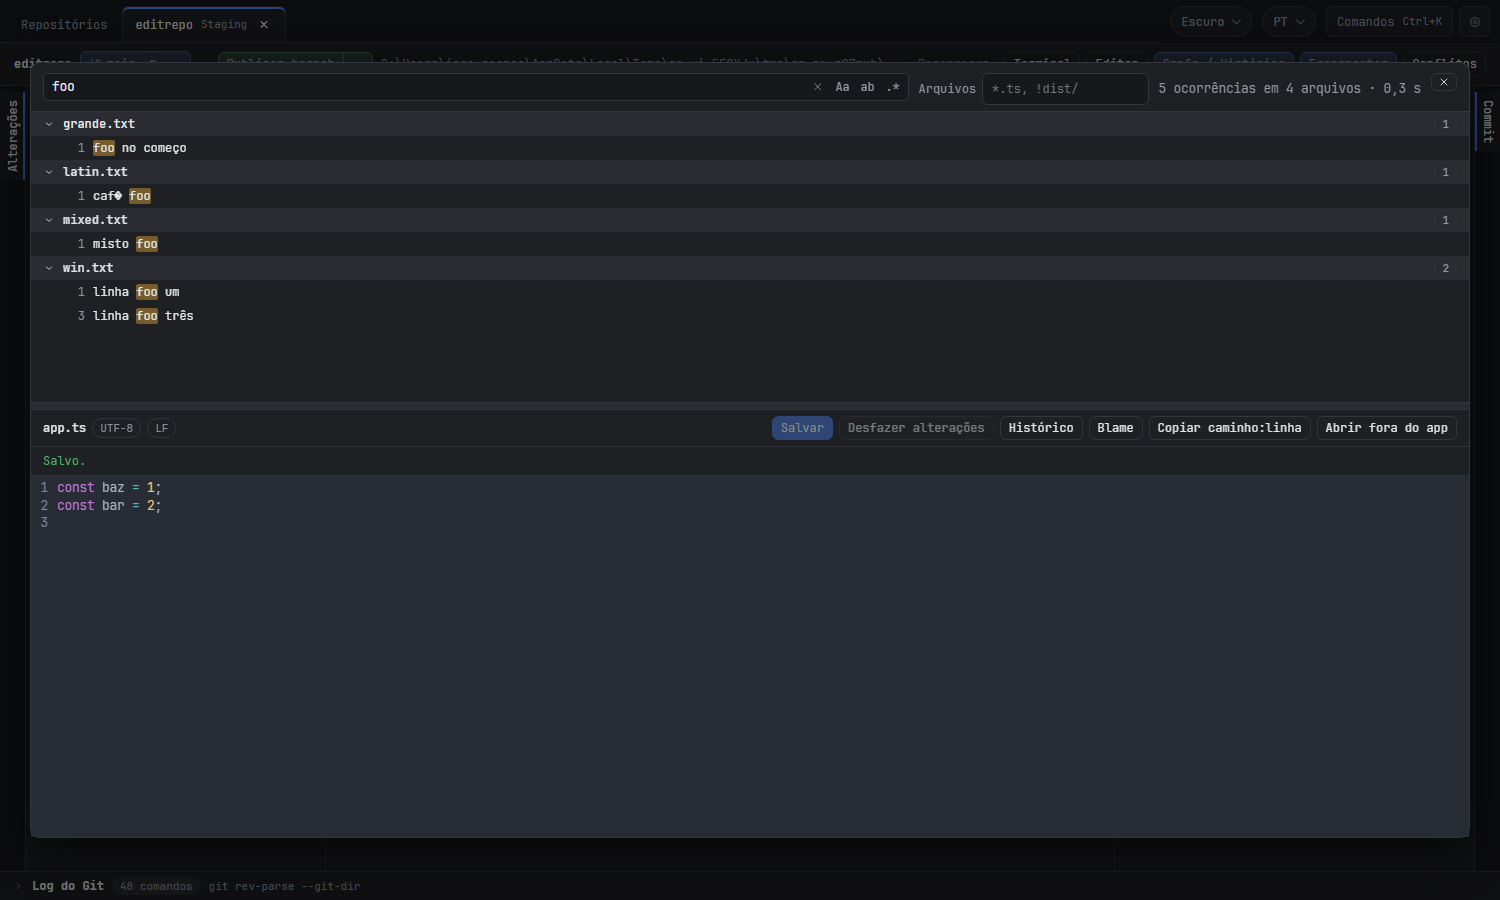 Repositórios editrepo Staging × Escuro PT Comandos Ctrl+K
foo × Aa ab .* Arquivos *.ts, !dist/ 5 ocorrências em 4 arquivos · 0,3 s ×
Alterações
Commit
grande.txt 1
1 foo no começo
latin.txt 1
1 caf� foo
mixed.txt 1
1 misto foo
win.txt 2
1 linha foo um
3 linha foo três
app.ts UTF-8 LF Salvar Desfazer alterações Histórico Blame Copiar caminho:linha Abrir fora do app
Salvo.
1 const baz = 1;
2 const bar = 2;
3
Log do Git 48 comandos git rev-parse --git-dir